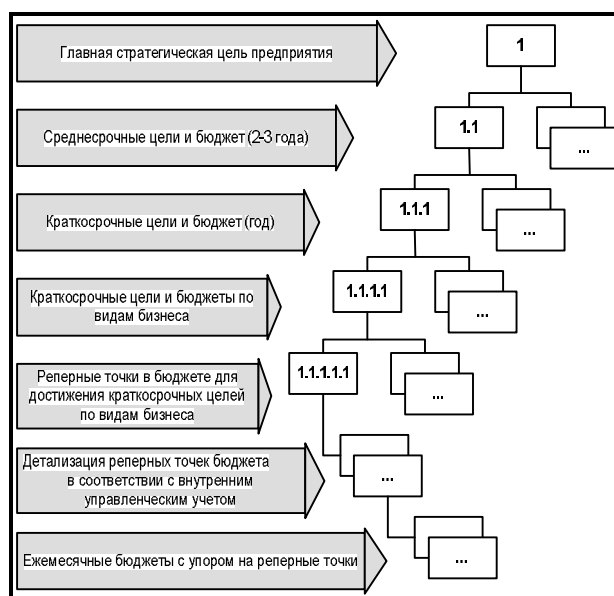 Главная стратегическая цель предприятия
1
Среднесрочные цели и бюджет (2-3 года)
1.1
...
Краткосрочные цели и бюджет (год)
1.1.1
...
Краткосрочные цели и бюджеты по
видам бизнеса
1.1.1.1
...
Реперные точки в бюджете для
достижения краткосрочных целей
по видам бизнеса
1.1.1.1.1
...
Детализация реперных точек бюджета
в соответствии с внутренним
управленческим учетом
...
Ежемесячные бюджеты с упором на реперные точки
...